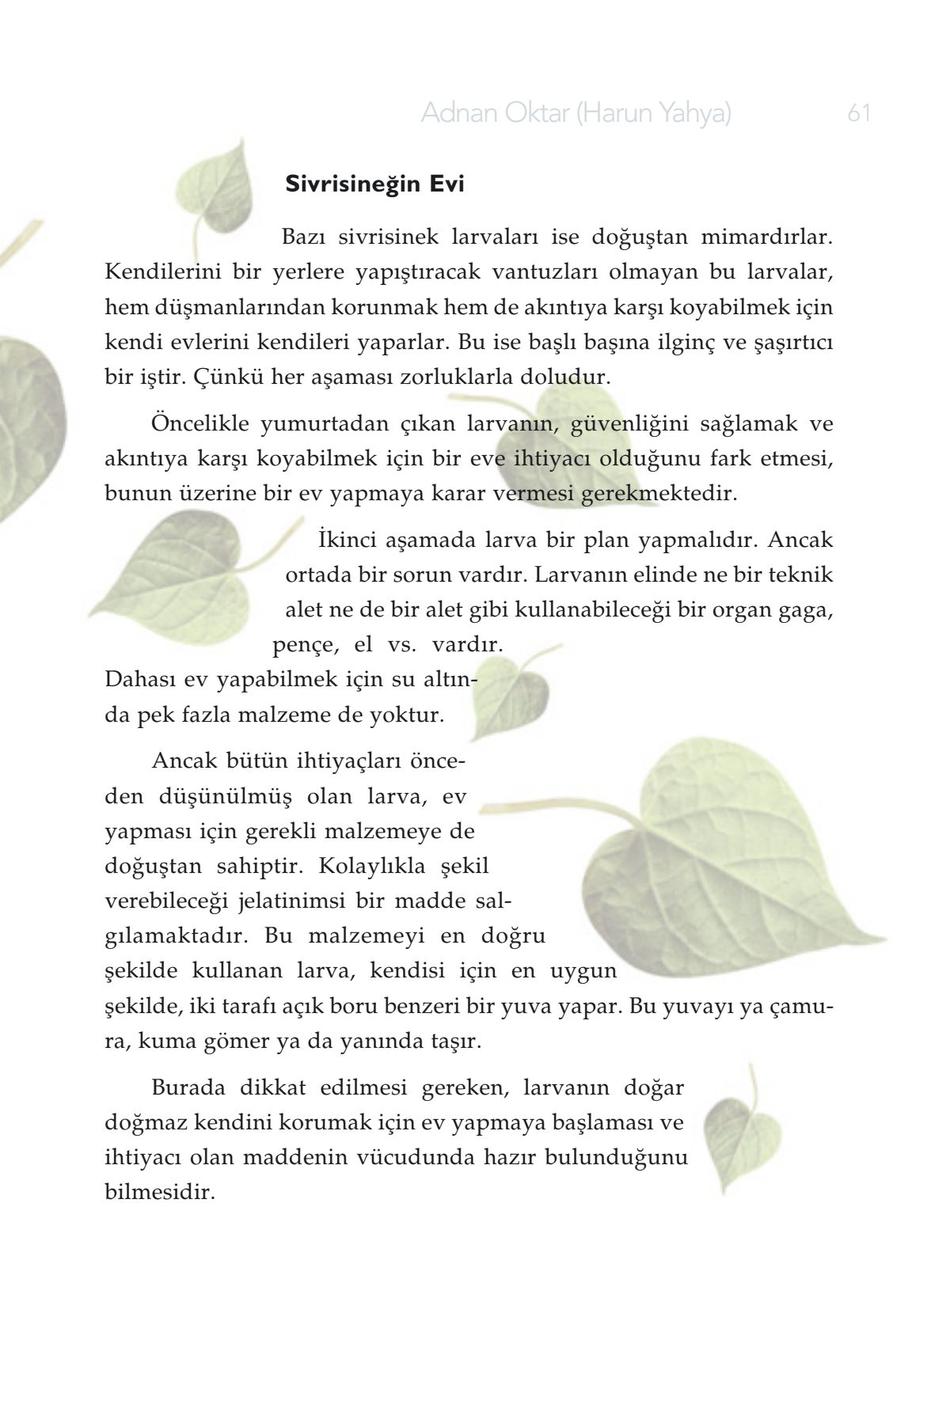 Adnan Oktar (Harun Yahya) 61
Sivrisineğin Evi
Bazı sivrisinek larvaları ise doğuştan mimardırlar.
Kendilerini bir yerlere yapıştıracak vantuzları olmayan bu larvalar,
hem düşmanlarından korunmak hem de akıntıya karşı koyabilmek için
kendi evlerini kendileri yaparlar. Bu ise başlı başına ilginç ve şaşırtıcı
bir iştir. Çünkü her aşaması zorluklarla doludur.
Öncelikle yumurtadan çıkan larvanın, güvenliğini sağlamak ve
akıntıya karşı koyabilmek için bir eve ihtiyacı olduğunu fark etmesi,
bunun üzerine bir ev yapmaya karar vermesi gerekmektedir.
İkinci aşamada larva bir plan yapmalıdır. Ancak
ortada bir sorun vardır. Larvanın elinde ne bir teknik
alet ne de bir alet gibi kullanabileceği bir organ gaga,
pençe, el vs. vardır.
Dahası ev yapabilmek için su altın-
da pek fazla malzeme de yoktur.
Ancak bütün ihtiyaçları önce-
den düşünülmüş olan larva, ev
yapması için gerekli malzemeye de
doğuştan sahiptir. Kolaylıkla şekil
verebileceği jelatinimsi bir madde sal-
gılamaktadır. Bu malzemeyi en doğru
şekilde kullanan larva, kendisi için en uygun
şekilde, iki tarafı açık boru benzeri bir yuva yapar. Bu yuvayı ya çamu-
ra, kuma gömer ya da yanında taşır.
Burada dikkat edilmesi gereken, larvanın doğar
doğmaz kendini korumak için ev yapmaya başlaması ve
ihtiyacı olan maddenin vücudunda hazır bulunduğunu
bilmesidir.